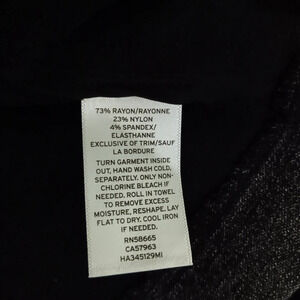 73% RAYON/RAYONNE
23% NYLON
4% SPANDEX/
ELASTHANNE
EXCLUSIVE OF TRIM/SAUF
LA BORDURE
TURN GARMENT INSIDE
OUT, HAND WASH COLD,
SEPARATELY. ONLY NON-
CHLORINE BLEACH IF
NEEDED. ROLL IN TOWEL
TO REMOVE EXCESS
MOISTURE, RESHAPE, LAY
FLAT TO DRY. COOL IRON
IF NEEDED.
RN58665
CA57963
HA345129MI